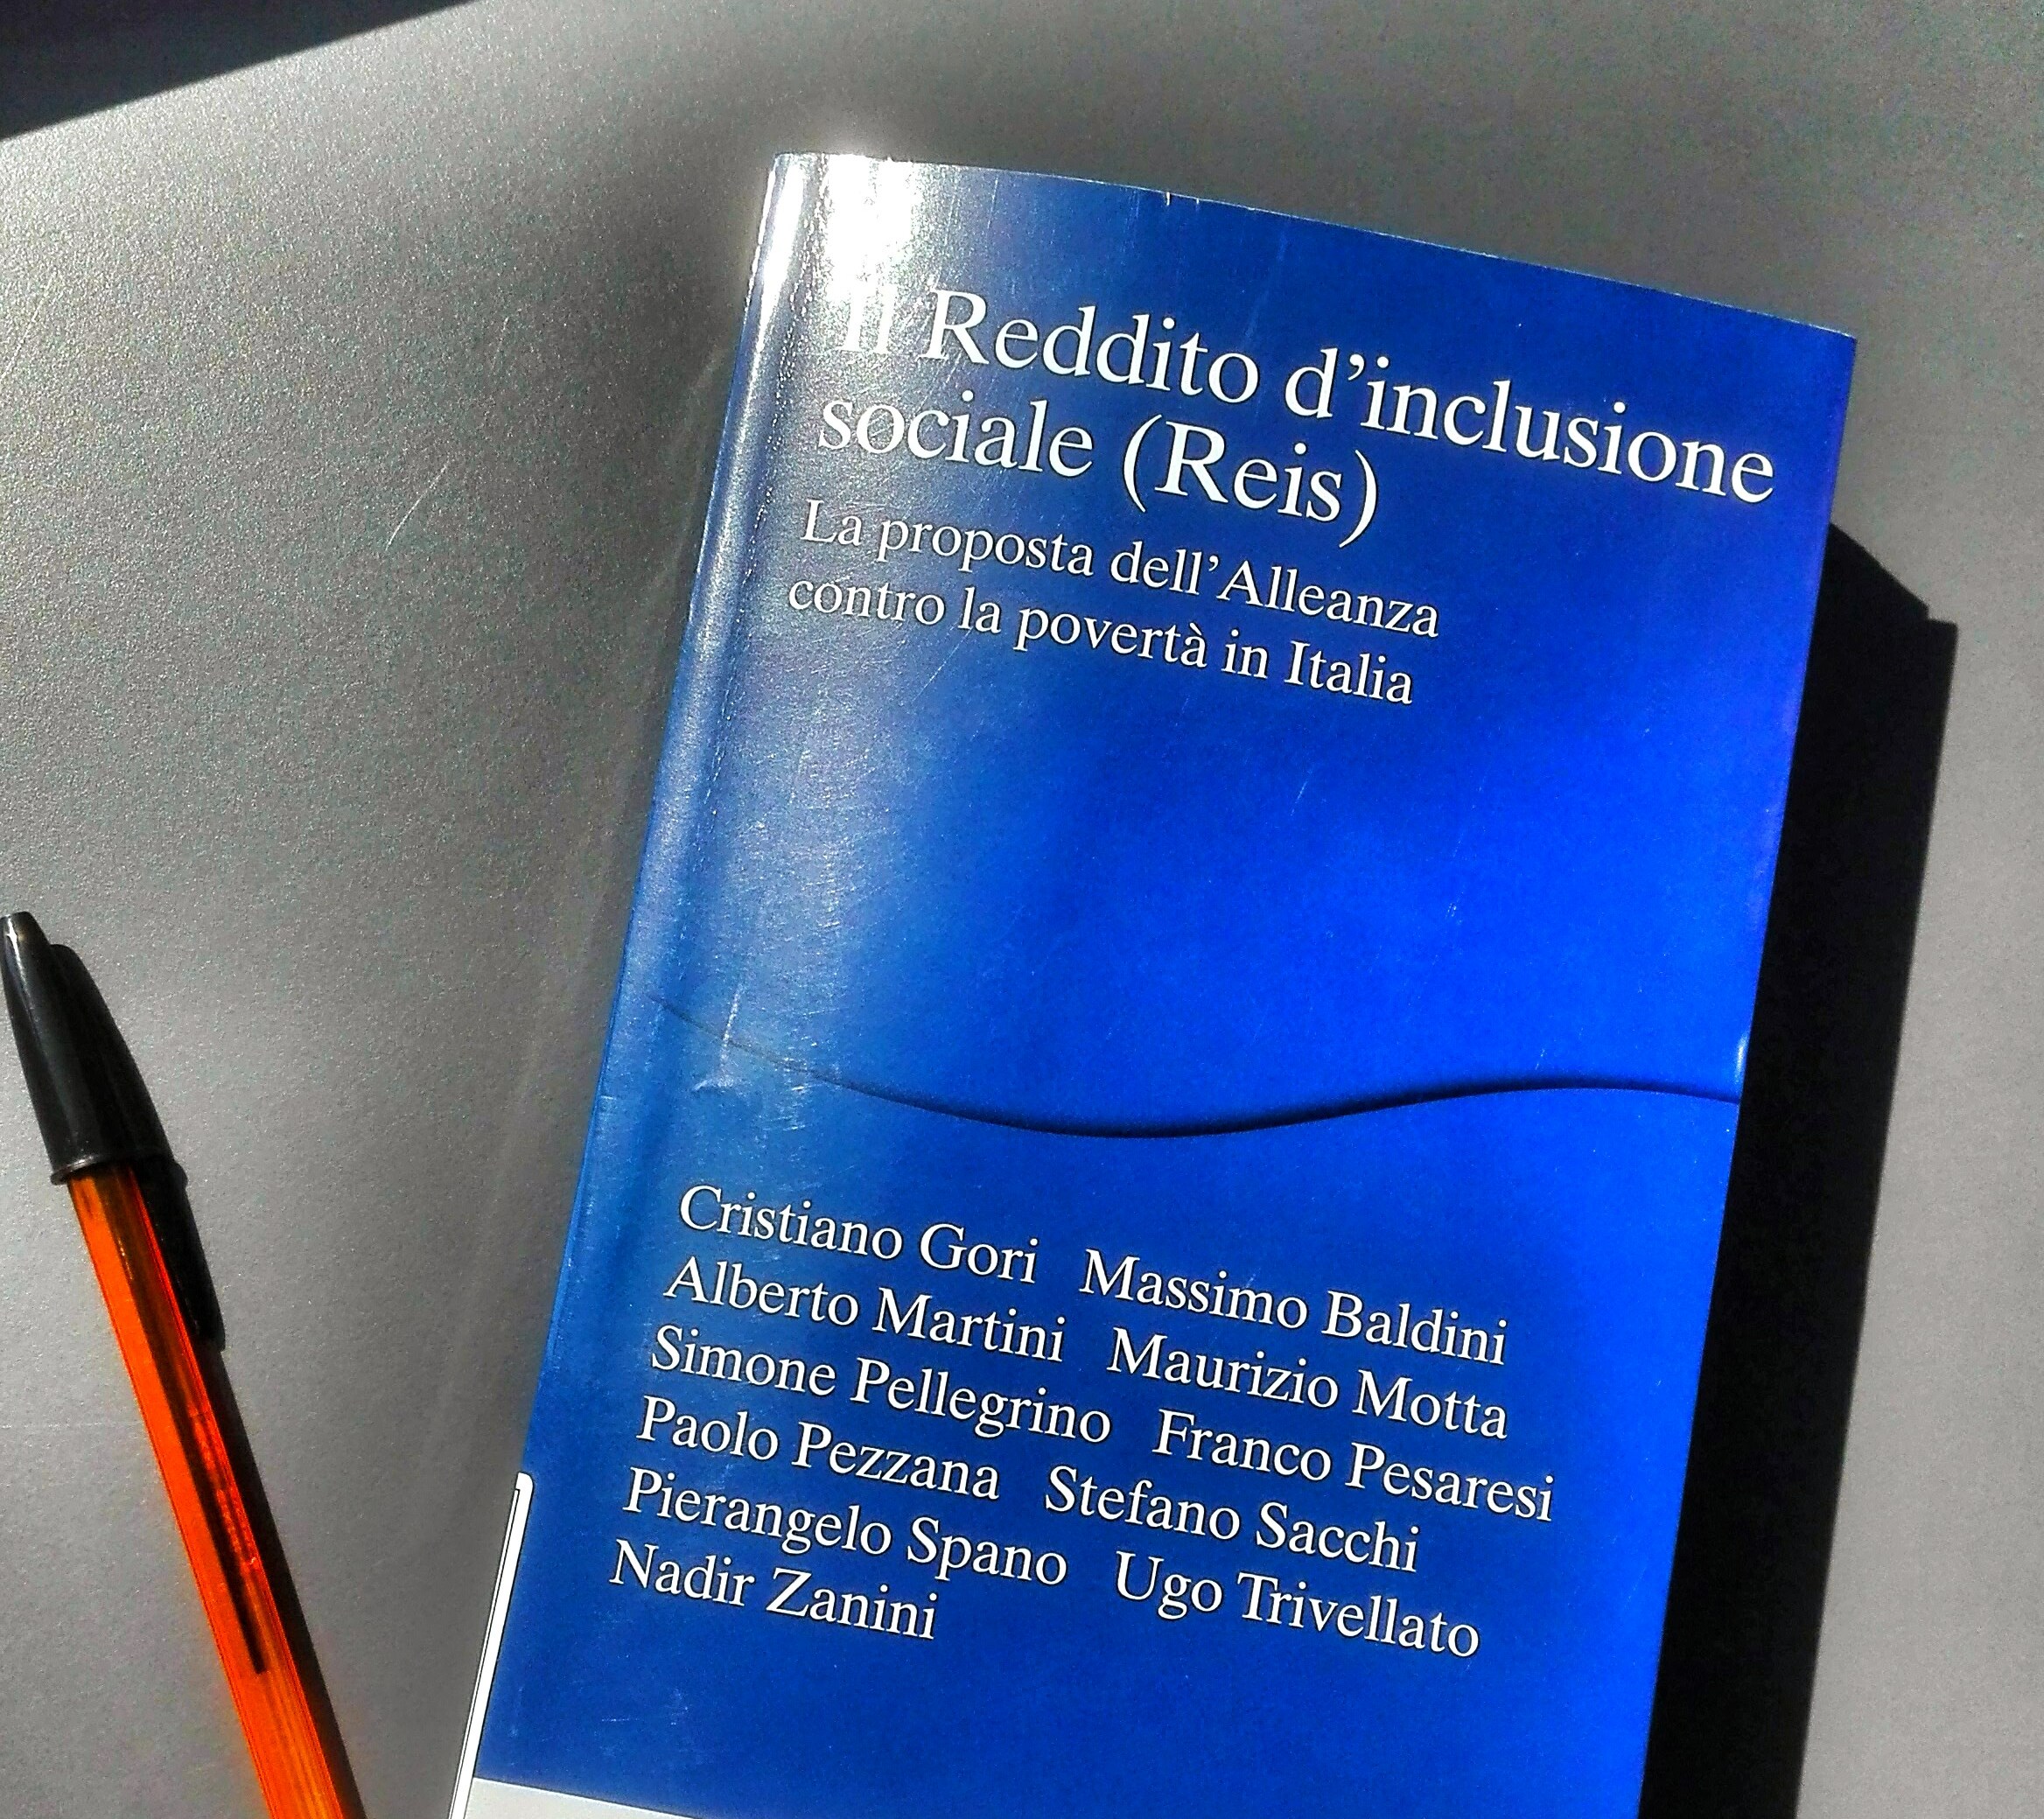 Il Reddito d'inclusione
sociale (Reis)
La proposta dell'Alleanza
contro la povertà in Italia
Cristiano Gori Massimo Baldini
Alberto Martini Maurizio Motta
Simone Pellegrino Franco Pesaresi
Paolo Pezzana Stefano Sacchi
Pierangelo Spano Ugo Trivellato
Nadir Zanini